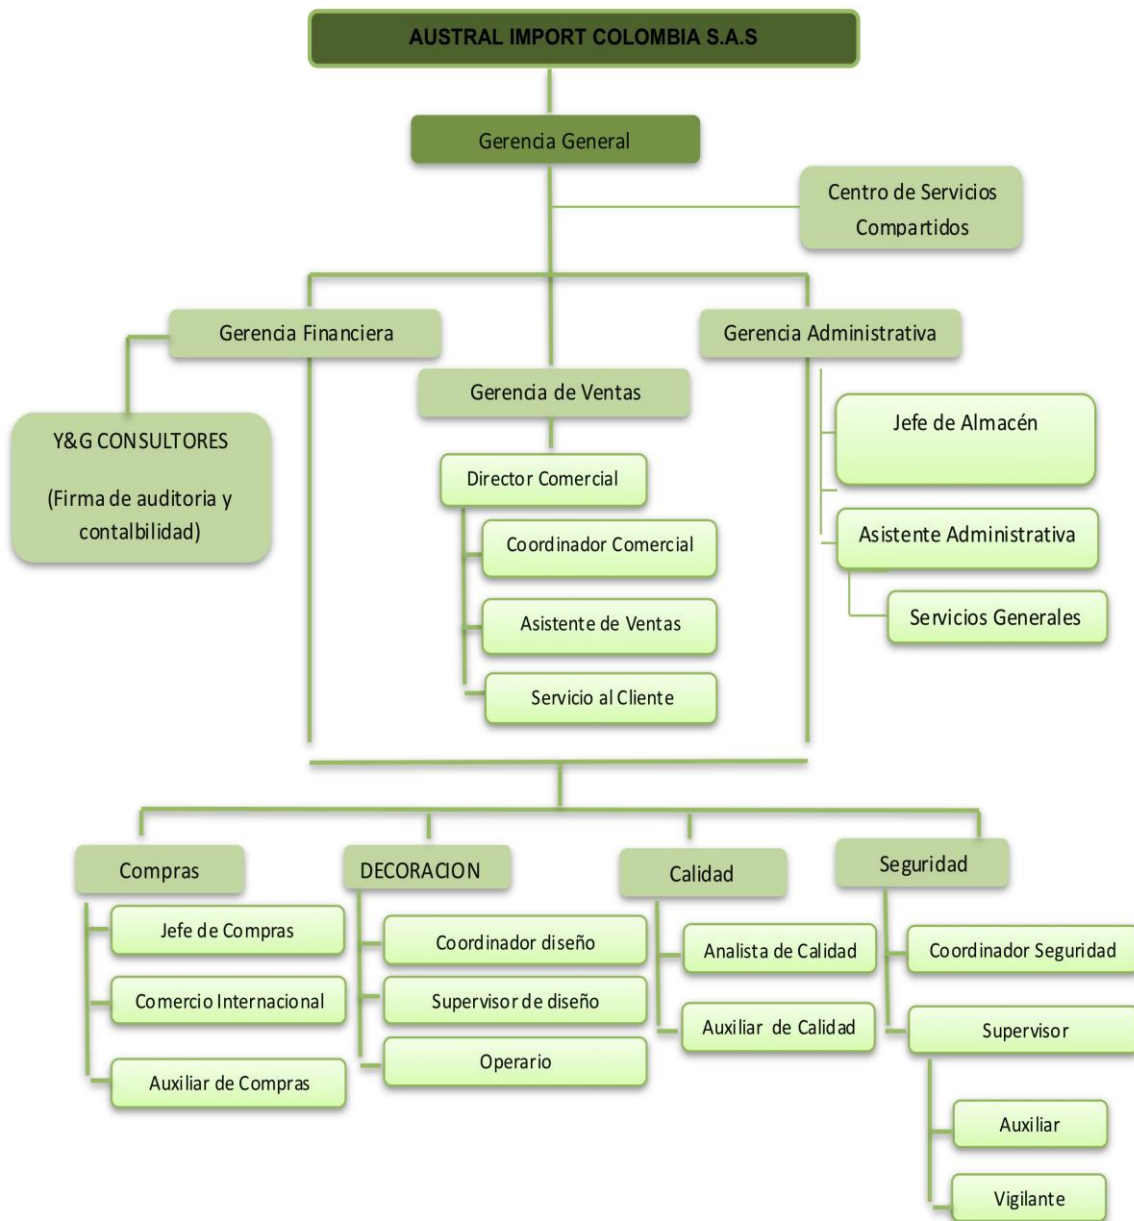 AUSTRAL IMPORT COLOMBIA S.A.S
Gerencia General
Centro de Servicios
Compartidos
Gerencia Financiera
Gerencia Administrativa
Gerencia de Ventas
Y&G CONSULTORES
(Firma de auditoria y
contalbilidad)
Jefe de Almacén
Director Comercial
Coordinador Comercial
Asistente Administrativa
Asistente de Ventas
Servicios Generales
Servicio al Cliente
Compras
DECORACION
Calidad
Seguridad
Jefe de Compras
Coordinador diseño
Analista de Calidad
Coordinador Seguridad
Comercio Internacional
Supervisor de diseño
Auxiliar de Calidad
Supervisor
Auxiliar de Compras
Operario
Auxiliar
Vigilante